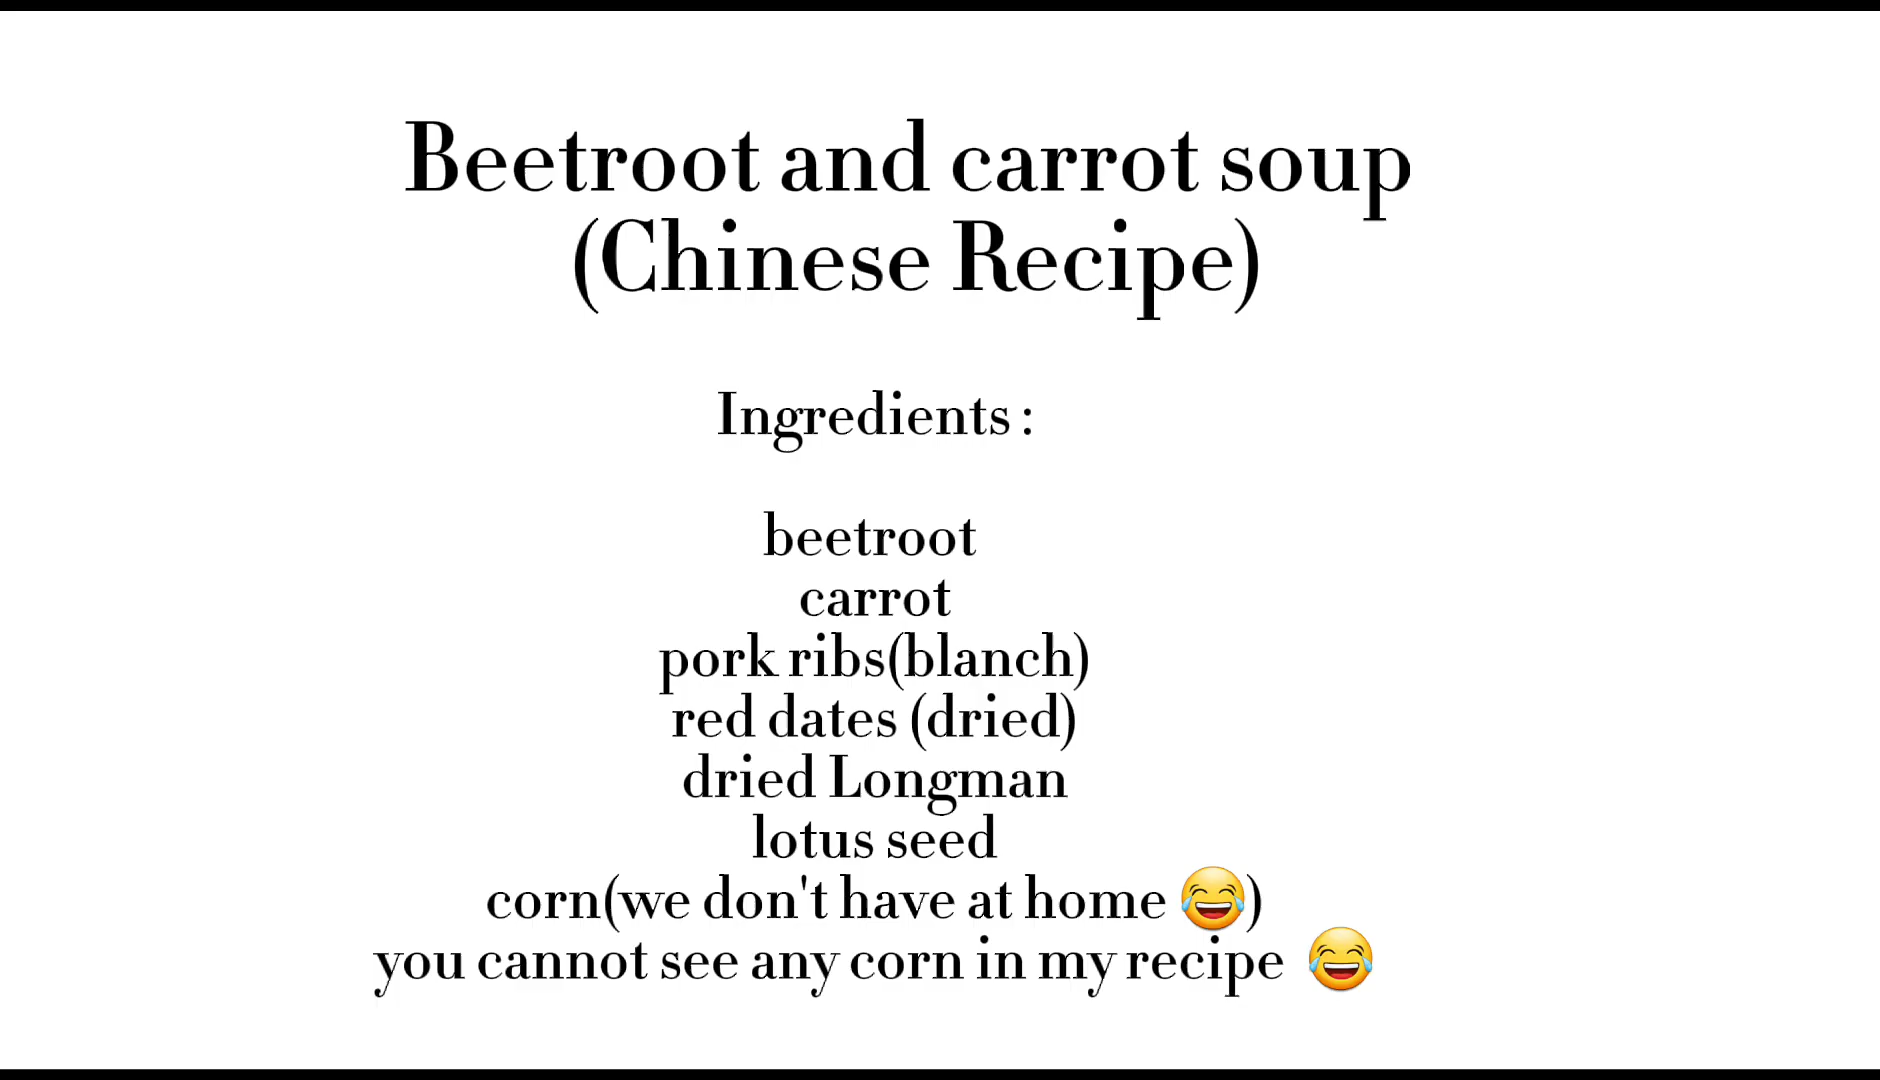 Beetroot and carrot soup
(Chinese Recipe)
Ingredients :
beetroot
carrot
pork ribs(blanch)
red dates (dried)
dried Longman
lotus seed
corn(we don't have at home 😂)
you cannot see any corn in my recipe 😂